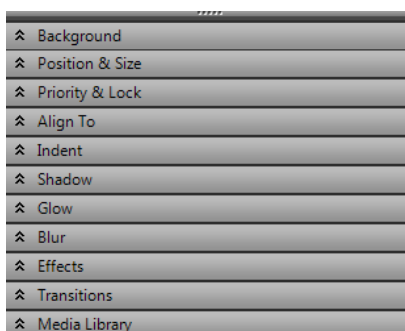 Background
Position & Size
Priority & Lock
Align To
Indent
Shadow
Glow
Blur
Effects
Transitions
Media Library